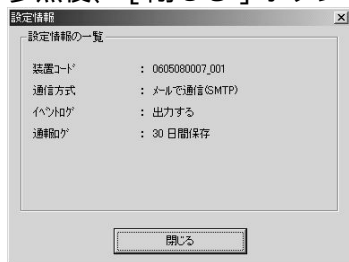 設定情報
設定情報の一覧
装置ｺｰﾄﾞ : 0605080007_001
通信方式 : ﾒｰﾙで通信(SMTP)
ｲﾍﾞﾝﾄﾛｸﾞ : 出力する
通報ﾛｸﾞ : 30 日間保存
閉じる